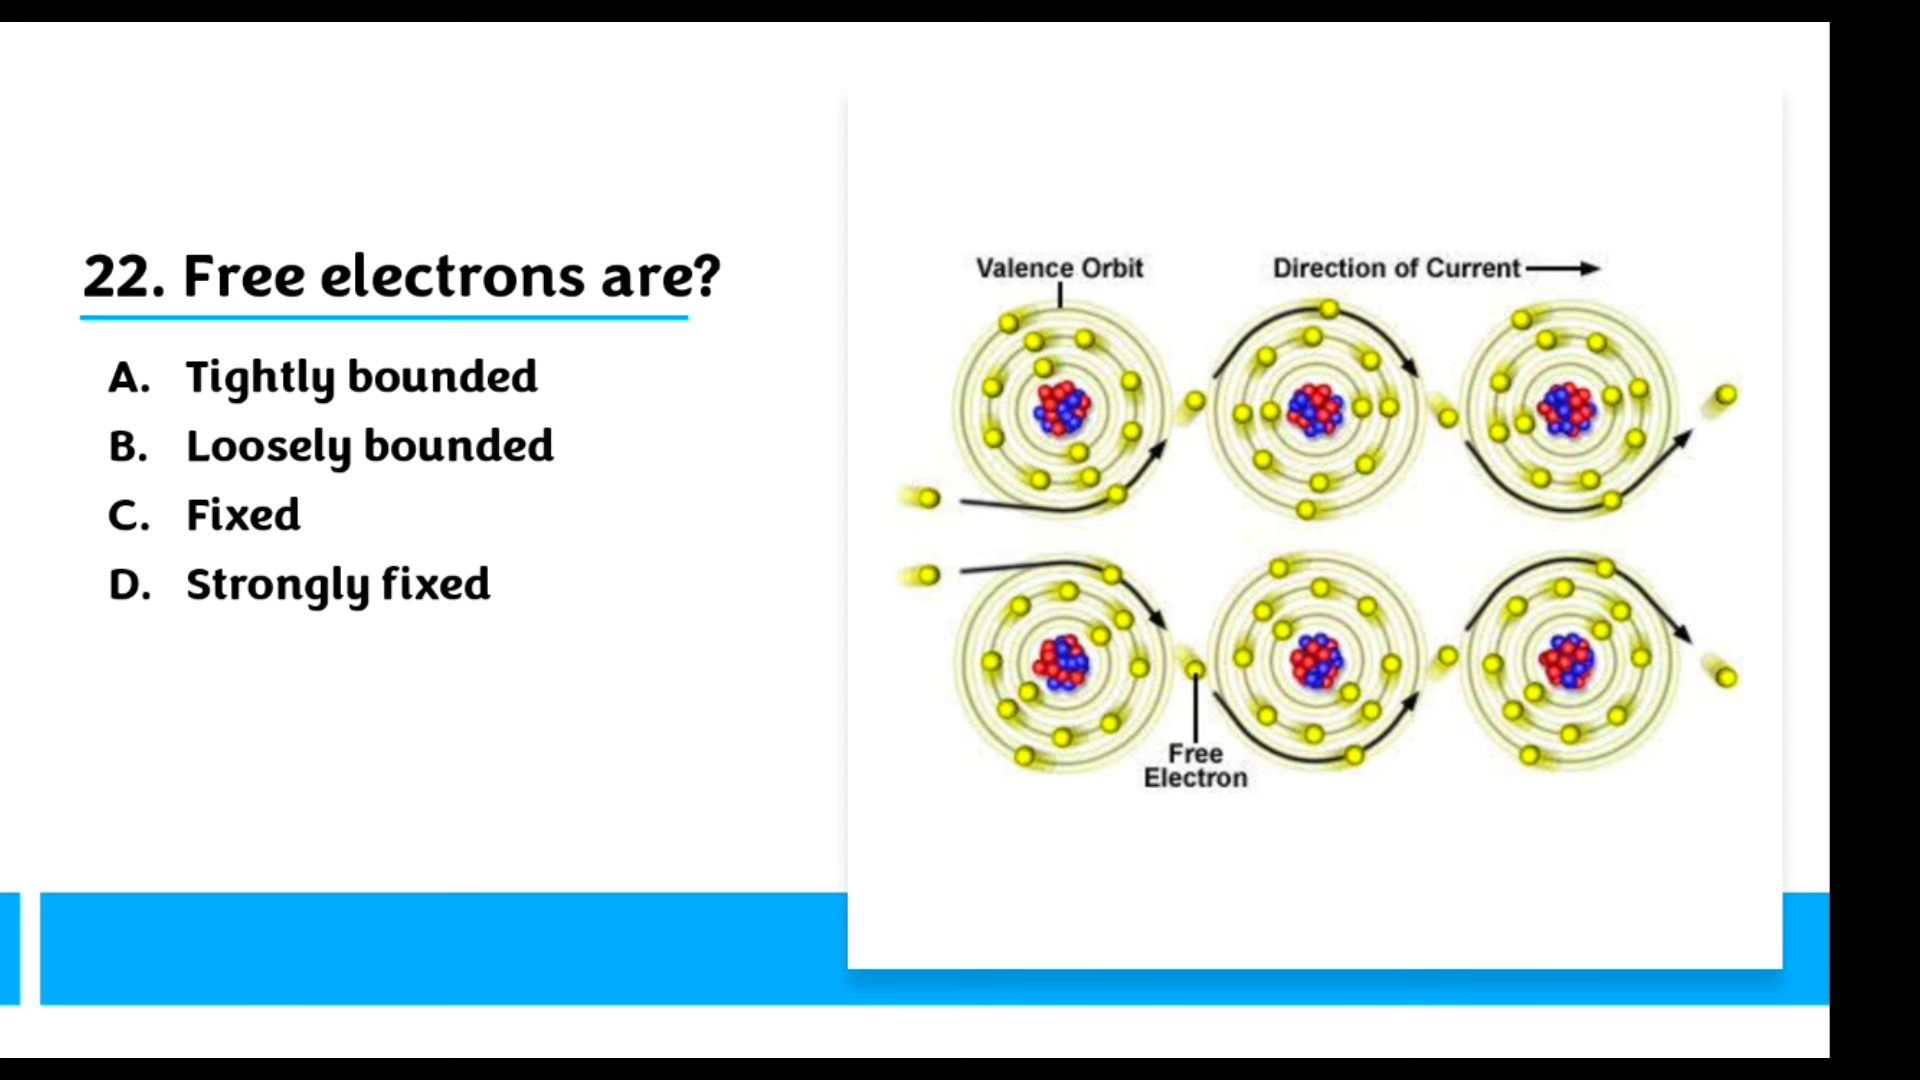 22. Free electrons are?
A. Tightly bounded
B. Loosely bounded
C. Fixed
D. Strongly fixed
Valence Orbit
Direction of Current
Free
Electron